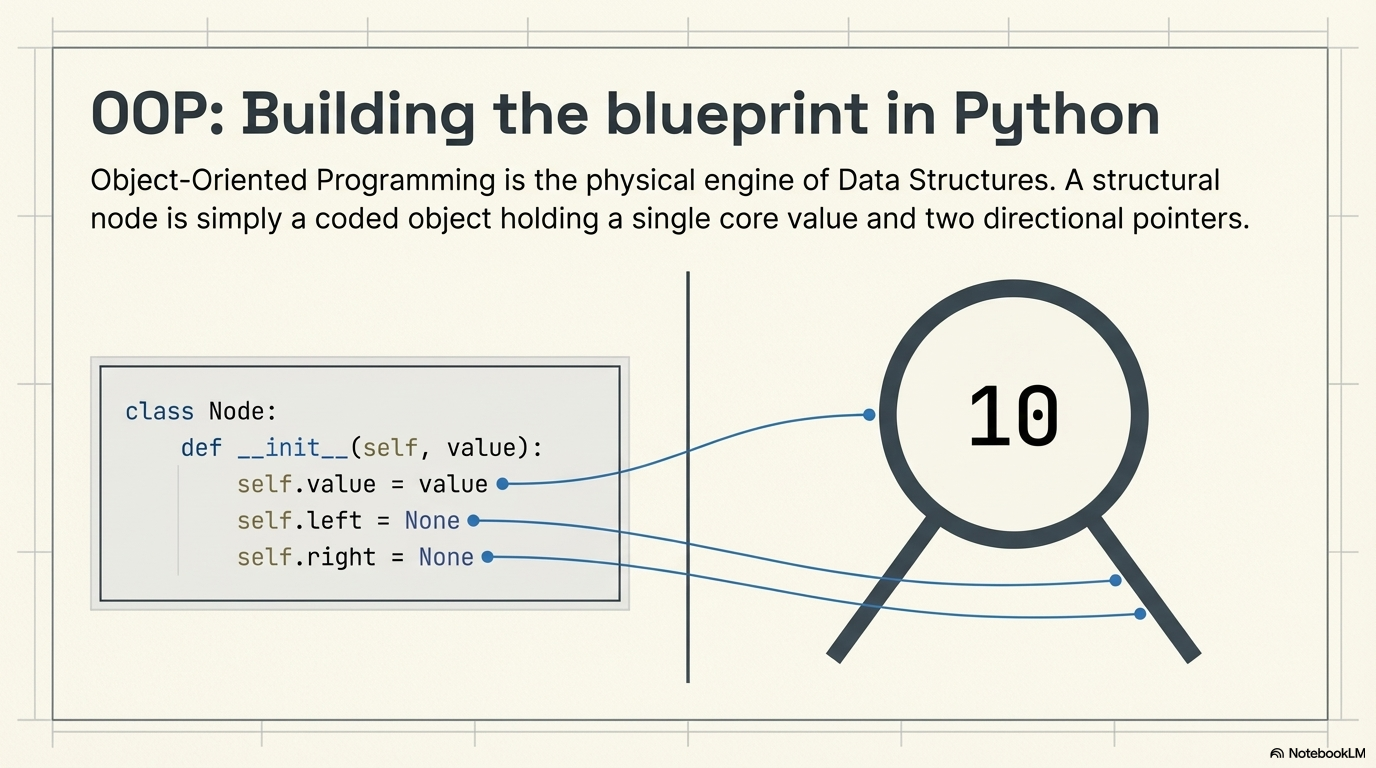 OOP: Building the blueprint in Python
Object-Oriented Programming is the physical engine of Data Structures. A structural
node is simply a coded object holding a single core value and two directional pointers.
class Node:
    def __init__(self, value):
        self.value = value
        self.left = None
        self.right = None
10
NotebookLM